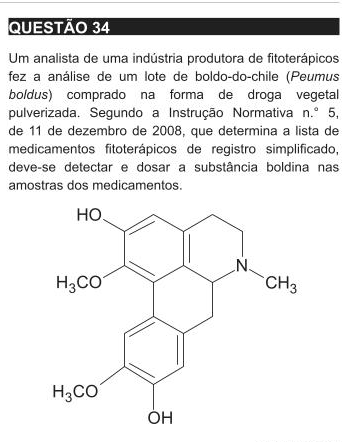 QUESTÃO 34
Um analista de uma indústria produtora de fitoterápicos
fez a análise de um lote de boldo-do-chile (Peumus
boldus) comprado na forma de droga vegetal
pulverizada. Segundo a Instrução Normativa n.° 5,
de 11 de dezembro de 2008, que determina a lista de
medicamentos fitoterápicos de registro simplificado,
deve-se detectar e dosar a substância boldina nas
amostras dos medicamentos.
HO
N
H₃CO
CH₃
H₃CO
OH